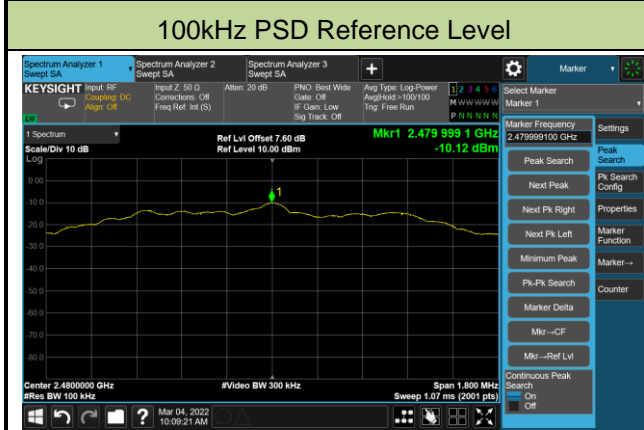 100kHz PSD Reference Level
Spectrum Analyzer 1
Swept SA
Spectrum Analyzer 2
Swept SA
Spectrum Analyzer 3
Swept SA
+
Marker
KEYSIGHT
Input: RF
Coupling: DC
Align: Off
Input Z: 50 Ω
Corrections: Off
Freq Ref: Int (S)
Atten: 20 dB
PNO: Best Wide
Gate: Off
IF Gain: Low
Sig Track: Off
Avg Type: Log-Power
Avg|Hold:>100/100
Trig: Free Run
1 2 3 4 5 6
M W W W W W
P N N N N N
LW
Select Marker
Marker 1
1 Spectrum
Scale/Div 10 dB
Log
Ref Lvl Offset 7.60 dB
Ref Level 10.00 dBm
Mkr1 2.479 999 1 GHz
-10.12 dBm
0.00
-10.0
-20.0
-30.0
-40.0
-50.0
-60.0
-70.0
-80.0
1
Center 2.4800000 GHz
#Res BW 100 kHz
#Video BW 300 kHz
Span 1.800 MHz
Sweep 1.07 ms (2001 pts)
Marker Frequency
2.479999100 GHz
Peak Search
Next Peak
Next Pk Right
Next Pk Left
Minimum Peak
Pk-Pk Search
Marker Delta
Mkr→CF
Mkr→Ref Lvl
Continuous Peak
Search
On
Off
Settings
Peak
Search
Pk Search
Config
Properties
Marker
Function
Marker→
Counter
?
Mar 04, 2022
10:09:21 AM